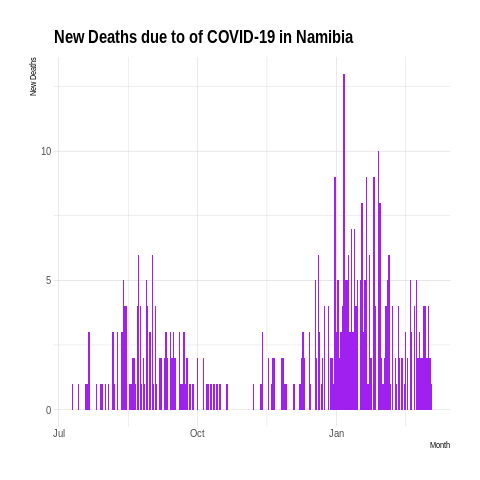 New Deaths due to of COVID-19 in Namibia
New Deaths
10
5
0
Jul
Oct
Jan
Month